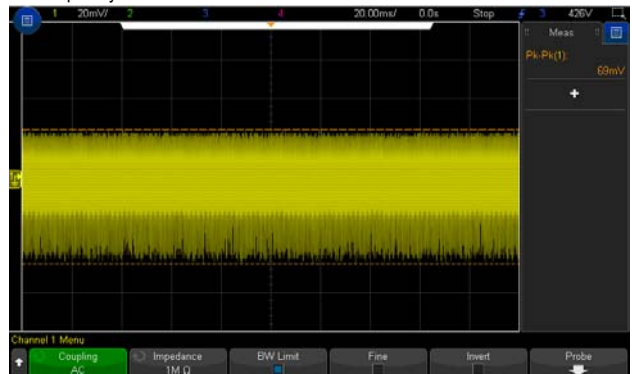 1 20mV/ 2 3 4 20.00ms/ 0.0s Stop 3 426V
Meas
Pk-Pk(1):
69mV
Channel 1 Menu
Coupling Impedance BW Limit Fine Invert Probe
AC 1M Ω